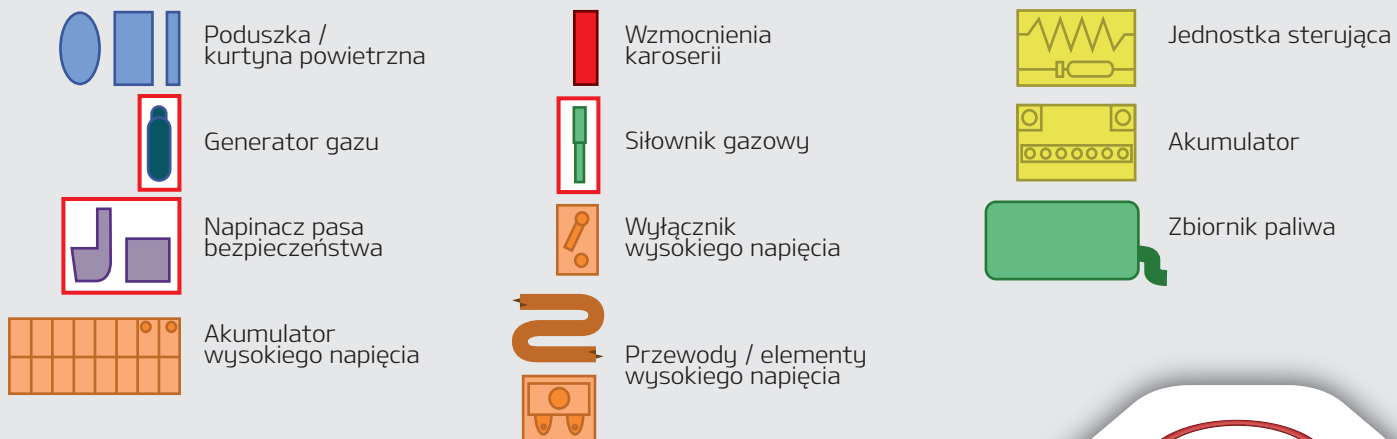 Poduszka /
kurtyna powietrzna
Generator gazu
Napinacz pasa
bezpieczeństwa
Akumulator
wysokiego napięcia
Wzmocnienia
karoserii
Siłownik gazowy
Wyłącznik
wysokiego napięcia
Przewody / elementy
wysokiego napięcia
Jednostka sterująca
Akumulator
Zbiornik paliwa